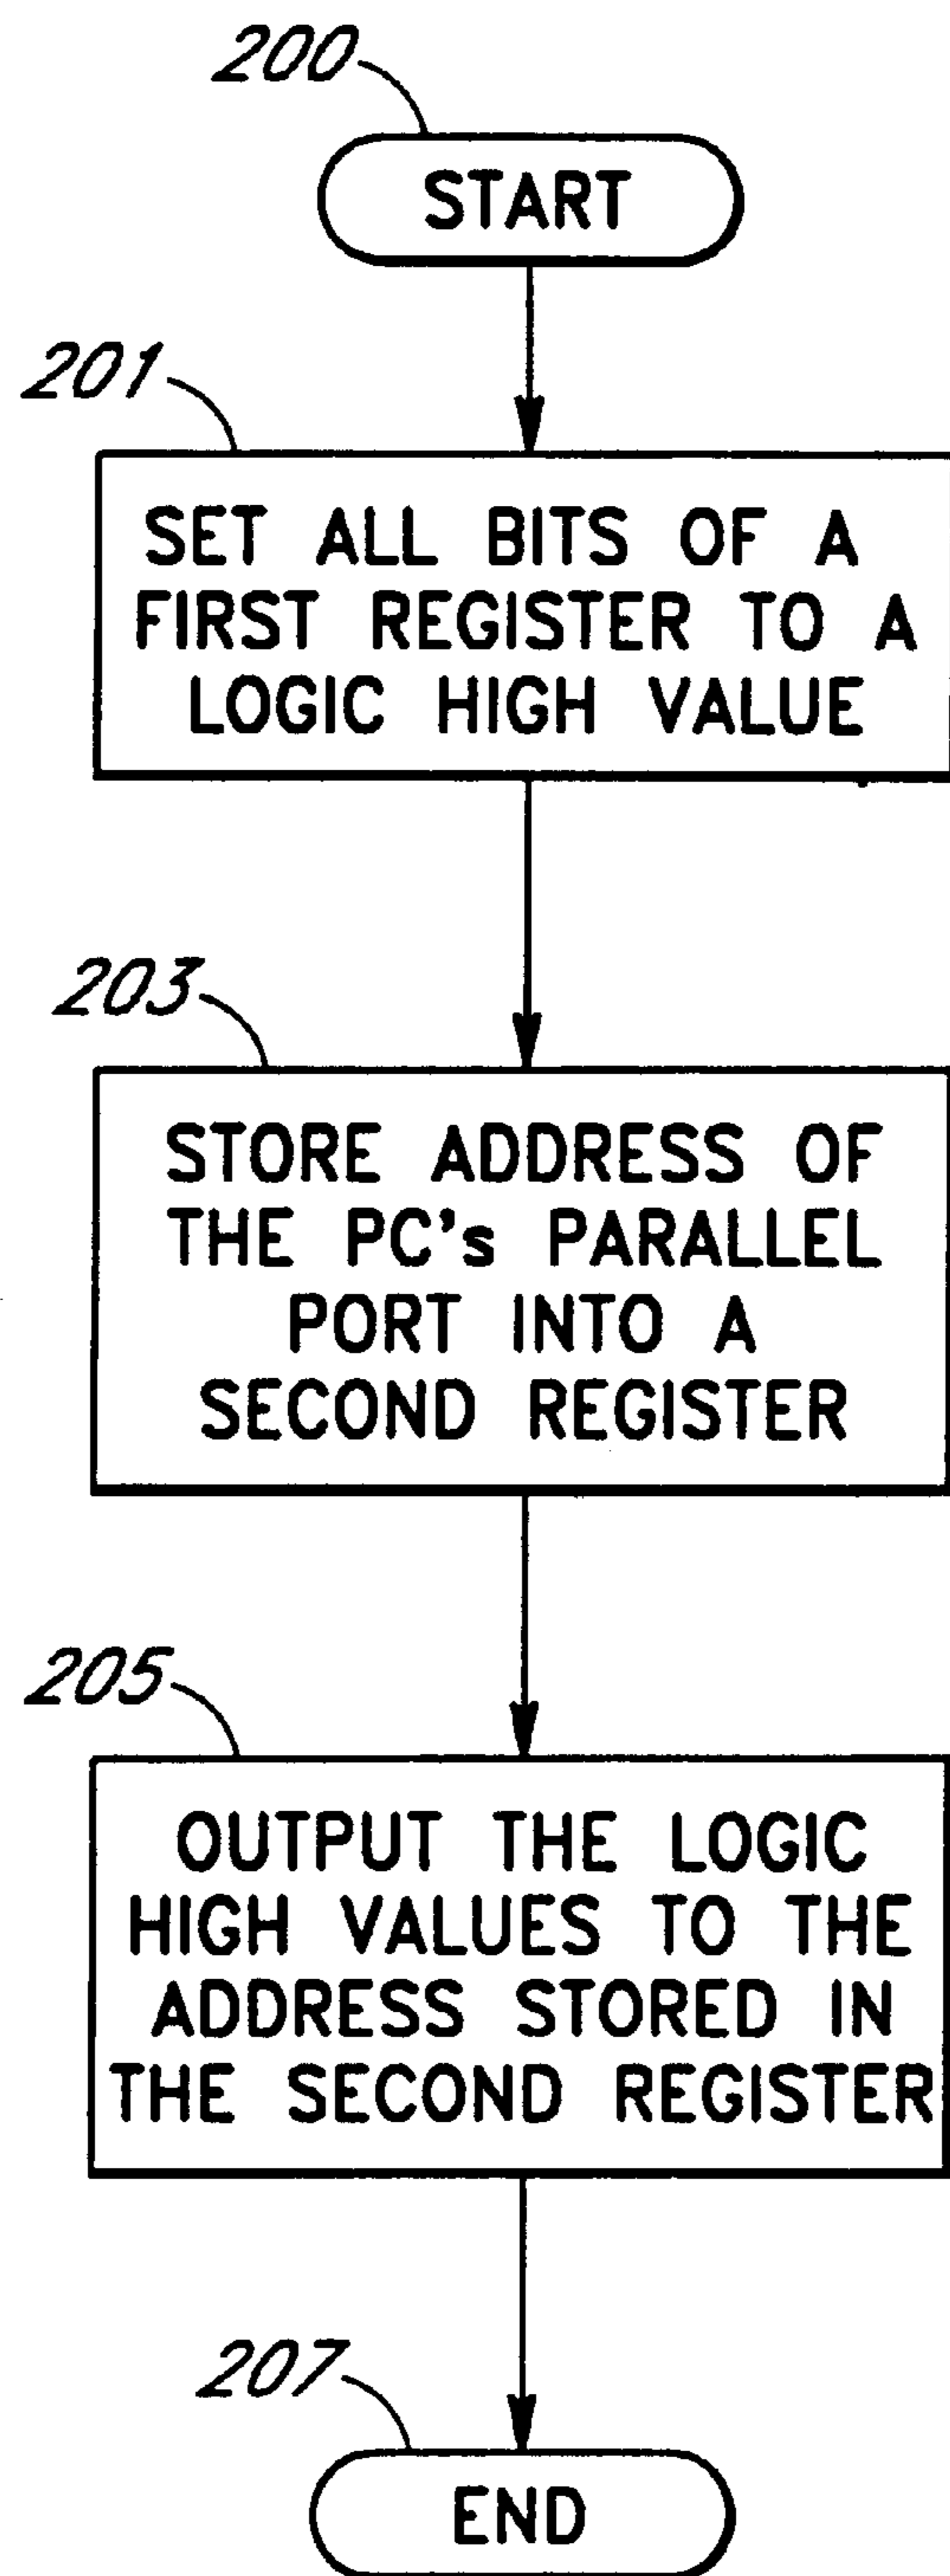 200
START
201
SET ALL BITS OF A
FIRST REGISTER TO A
LOGIC HIGH VALUE
203
STORE ADDRESS OF
THE PC's PARALLEL
PORT INTO A
SECOND REGISTER
205
OUTPUT THE LOGIC
HIGH VALUES TO THE
ADDRESS STORED IN
THE SECOND REGISTER
207
END